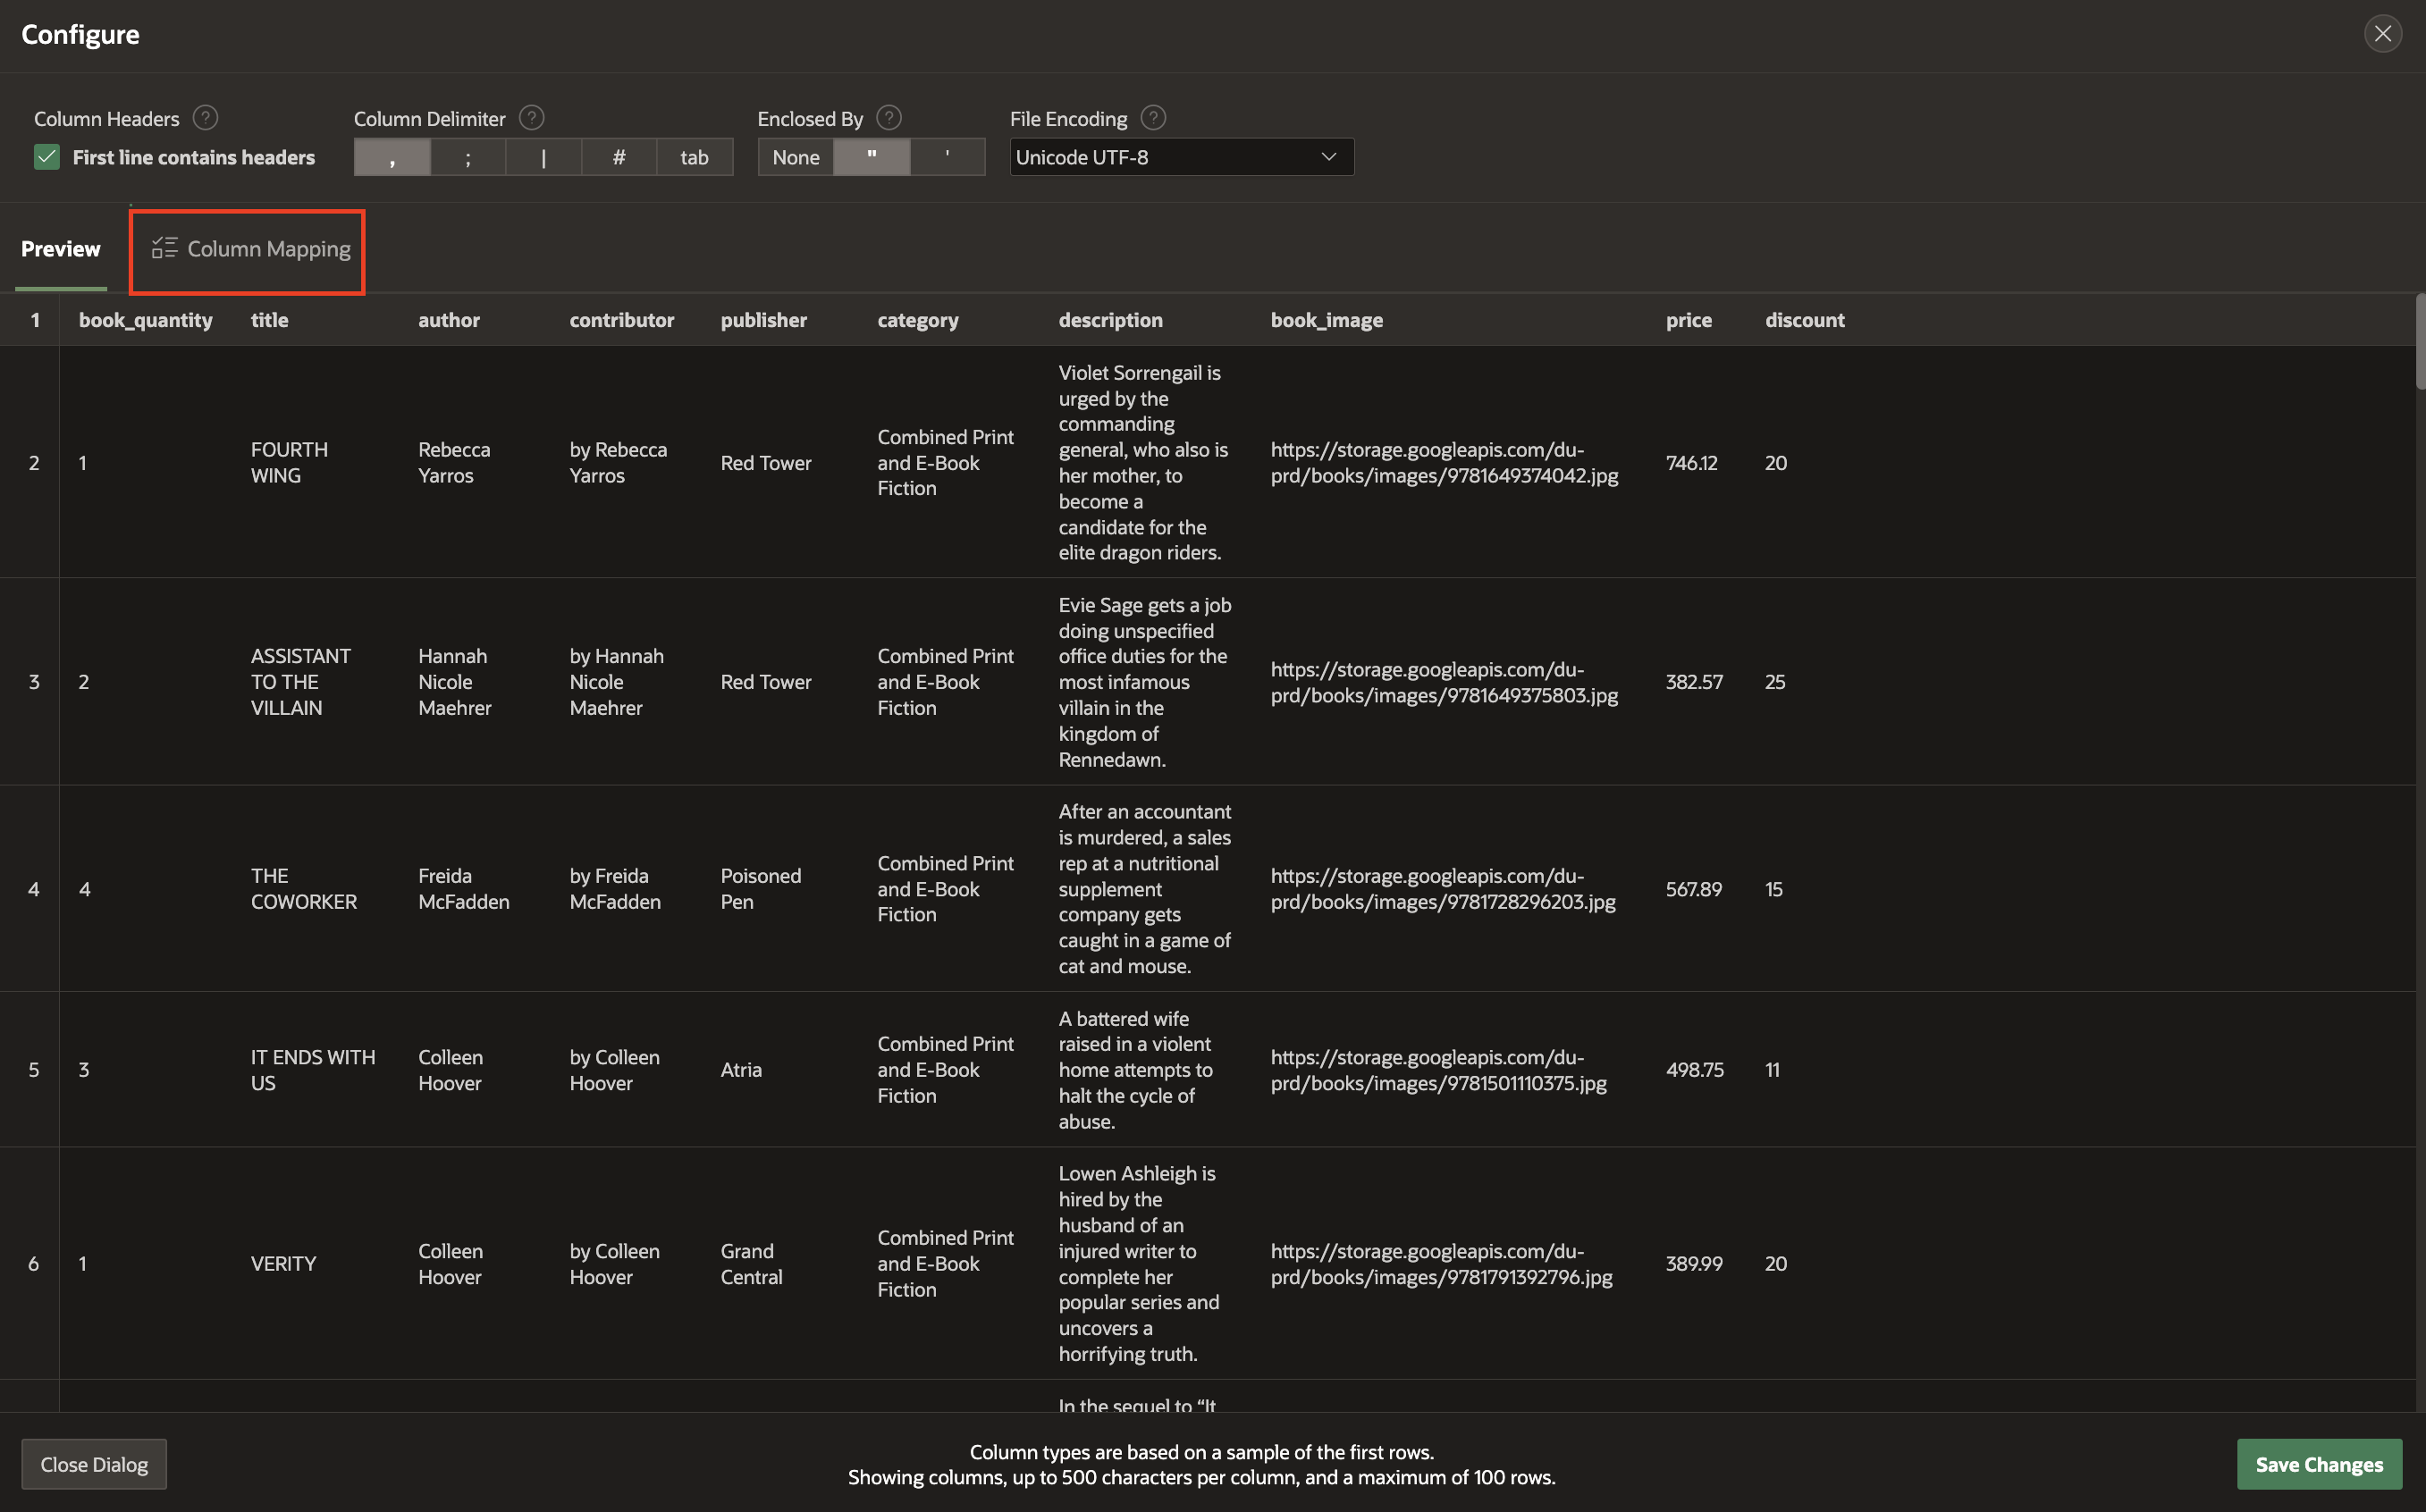 Configure
Column Headers ?
First line contains headers
Column Delimiter ?
, ; | # tab
Enclosed By ?
None " '
File Encoding ?
Unicode UTF-8
Preview
Column Mapping
1 book_quantity title author contributor publisher category description book_image price discount
2
1
FOURTH
WING
Rebecca
Yarros
by Rebecca
Yarros
Red Tower
Combined Print
and E-Book
Fiction
Violet Sorrengail is
urged by the
commanding
general, who also is
her mother, to
become a
candidate for the
elite dragon riders.
https://storage.googleapis.com/du-
prd/books/images/9781649374042.jpg
746.12
20
3
2
ASSISTANT
TO THE
VILLAIN
Hannah
Nicole
Maehrer
by Hannah
Nicole
Maehrer
Red Tower
Combined Print
and E-Book
Fiction
Evie Sage gets a job
doing unspecified
office duties for the
most infamous
villain in the
kingdom of
Rennedawn.
https://storage.googleapis.com/du-
prd/books/images/9781649375803.jpg
382.57
25
4
4
THE
COWORKER
Freida
McFadden
by Freida
McFadden
Poisoned
Pen
Combined Print
and E-Book
Fiction
After an accountant
is murdered, a sales
rep at a nutritional
supplement
company gets
caught in a game of
cat and mouse.
https://storage.googleapis.com/du-
prd/books/images/9781728296203.jpg
567.89
15
5
3
IT ENDS WITH
US
Colleen
Hoover
by Colleen
Hoover
Atria
Combined Print
and E-Book
Fiction
A battered wife
raised in a violent
home attempts to
halt the cycle of
abuse.
https://storage.googleapis.com/du-
prd/books/images/9781501110375.jpg
498.75
11
6
1
VERITY
Colleen
Hoover
by Colleen
Hoover
Grand
Central
Combined Print
and E-Book
Fiction
Lowen Ashleigh is
hired by the
husband of an
injured writer to
complete her
popular series and
uncovers a
horrifying truth.
https://storage.googleapis.com/du-
prd/books/images/9781791392796.jpg
389.99
20
In the sequel to “It
Close Dialog
Column types are based on a sample of the first rows.
Showing columns, up to 500 characters per column, and a maximum of 100 rows.
Save Changes